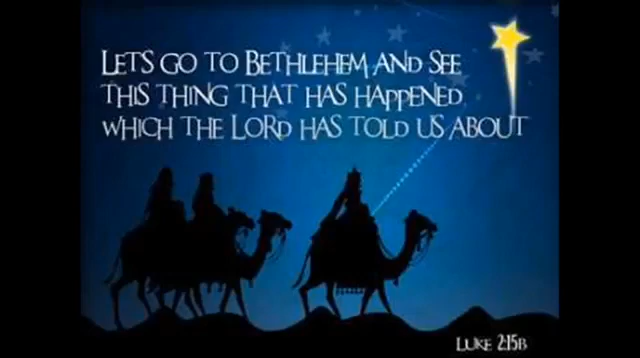 LETS GO TO BETHLEHEM AND SEE
THIS THING THAT HAS HAPPENED
WHICH THE LORD HAS TOLD US ABOUT
LUKE 2:15B